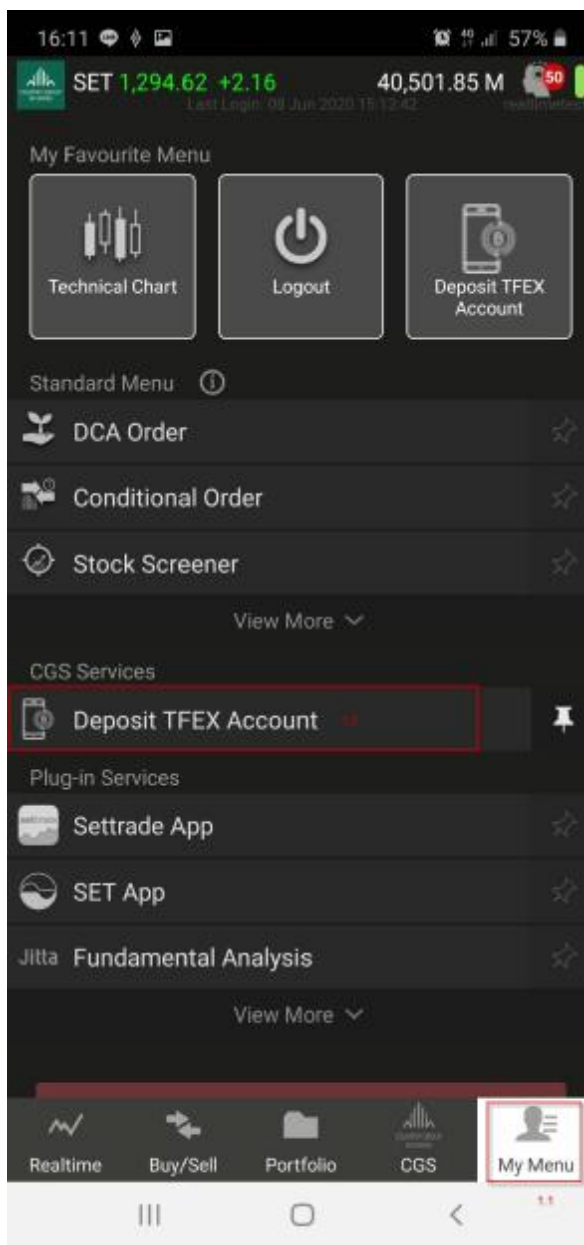 16:11 57%
SET 1,294.62 +2.16 40,501.85 M 50
Last Login: 08 Jun 2020 15:13:42
My Favourite Menu
Technical Chart
Logout
Deposit TFEX
Account
Standard Menu
DCA Order
Conditional Order
Stock Screener
View More
CGS Services
Deposit TFEX Account
Plug-in Services
Settrade App
SET App
Jitta Fundamental Analysis
View More
Realtime Buy/Sell Portfolio CGS My Menu
1.1